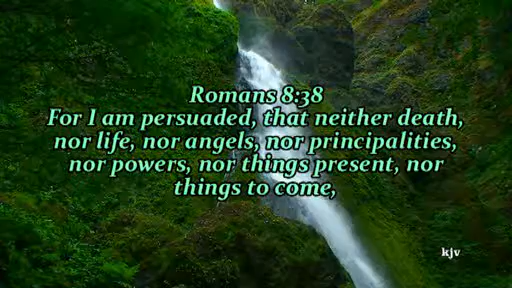 Romans 8:38
For I am persuaded, that neither death,
nor life, nor angels, nor principalities,
nor powers, nor things present, nor
things to come,
kjv